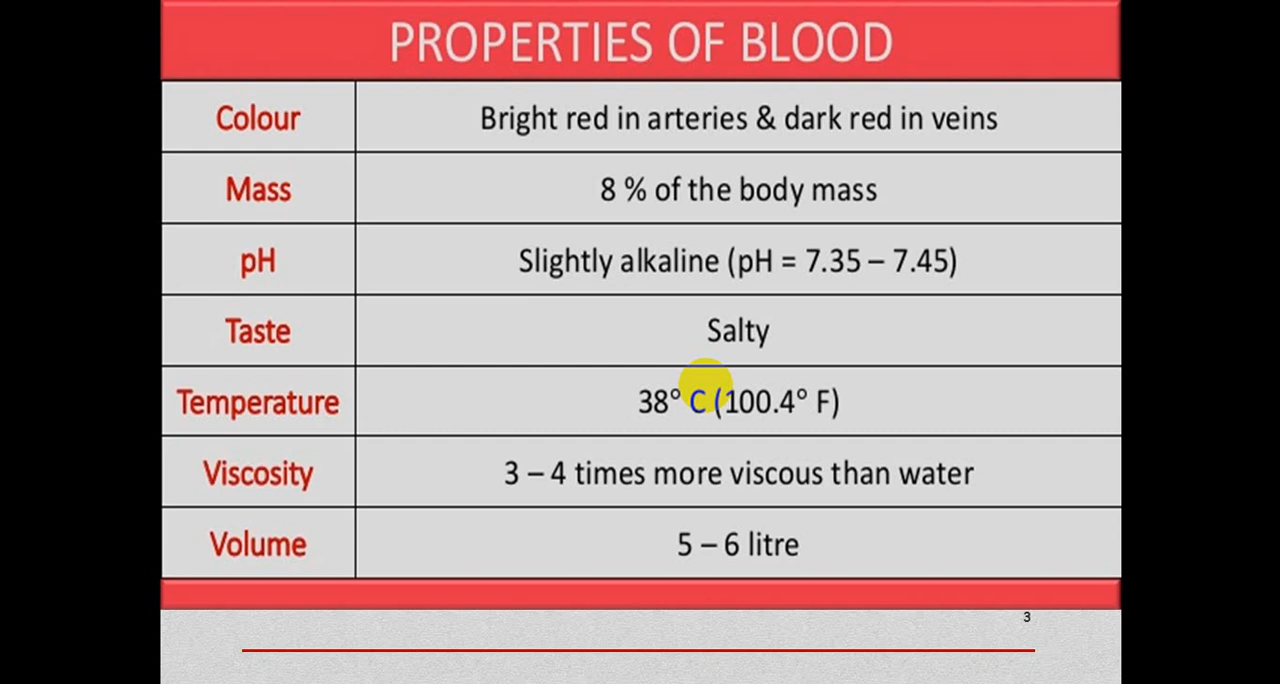 PROPERTIES OF BLOOD
Colour Bright red in arteries & dark red in veins
Mass 8 % of the body mass
pH Slightly alkaline (pH = 7.35 – 7.45)
Taste Salty
Temperature 38° C (100.4° F)
Viscosity 3 – 4 times more viscous than water
Volume 5 – 6 litre
3